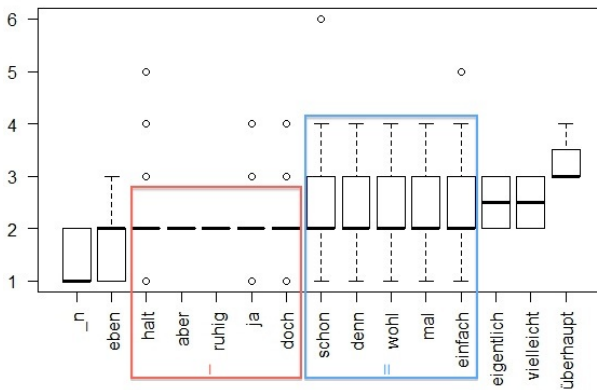 6
5
4
3
2
1
_n
eben
halt
aber
ruhig
ja
doch
schon
denn
wohl
mal
einfach
eigentlich
vielleicht
überhaupt
I
II